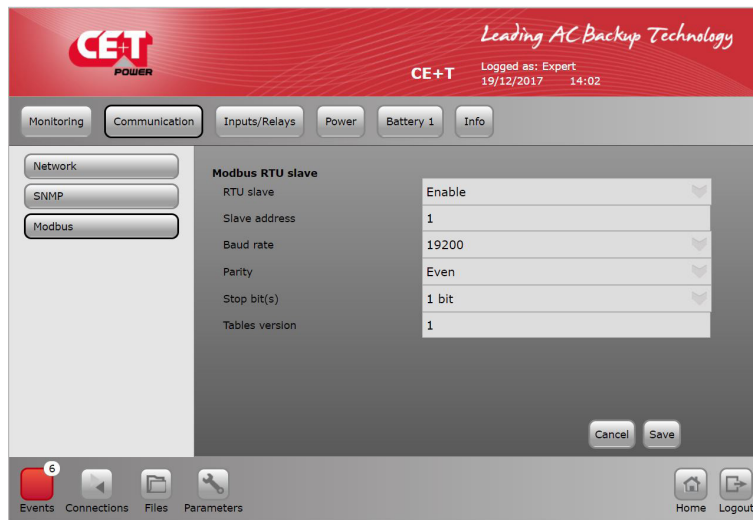 Leading AC Backup Technology
CE+T
POWER
CE+T
Logged as: Expert
19/12/2017 14:02
Monitoring Communication Inputs/Relays Power Battery 1 Info
Network
SNMP
Modbus
Modbus RTU slave
RTU slave Enable
Slave address 1
Baud rate 19200
Parity Even
Stop bit(s) 1 bit
Tables version 1
Cancel Save
6
Events Connections Files Parameters Home Logout